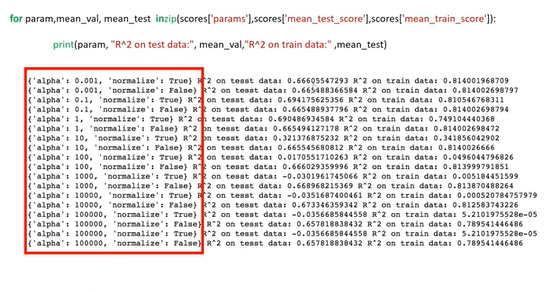 for param,mean_val, mean_test inzip(scores['params'],scores['mean_test_score'],scores['mean_train_score']):
print(param, "R^2 on test data:", mean_val,"R^2 on train data:" ,mean_test)
{'alpha': 0.001, 'normalize': True} R^2 on tesst data: 0.66605547293 R^2 on train data: 0.814001968709
{'alpha': 0.001, 'normalize': False} R^2 on tesst data: 0.665488366584 R^2 on train data: 0.814002698797
{'alpha': 0.1, 'normalize': True} R^2 on tesst data: 0.694175625356 R^2 on train data: 0.810546768311
{'alpha': 0.1, 'normalize': False} R^2 on tesst data: 0.665488937796 R^2 on train data: 0.814002698794
{'alpha': 1, 'normalize': True} R^2 on tesst data: 0.690486934584 R^2 on train data: 0.749104440368
{'alpha': 1, 'normalize': False} R^2 on tesst data: 0.665494127178 R^2 on train data: 0.814002698472
{'alpha': 10, 'normalize': True} R^2 on tesst data: 0.321376875232 R^2 on train data: 0.341856042902
{'alpha': 10, 'normalize': False} R^2 on tesst data: 0.665545680812 R^2 on train data: 0.8140026666
{'alpha': 100, 'normalize': True} R^2 on tesst data: 0.0170551710263 R^2 on train data: 0.0496044796826
{'alpha': 100, 'normalize': False} R^2 on tesst data: 0.666029359996 R^2 on train data: 0.813999791851
{'alpha': 1000, 'normalize': True} R^2 on tesst data: -0.0301961745066 R^2 on train data: 0.005184451599
{'alpha': 1000, 'normalize': False} R^2 on tesst data: 0.668968215369 R^2 on train data: 0.813870488264
{'alpha': 10000, 'normalize': True} R^2 on tesst data: -0.0351687400461 R^2 on train data: 0.000520784757979
{'alpha': 10000, 'normalize': False} R^2 on tesst data: 0.673346359342 R^2 on train data: 0.812583743226
{'alpha': 100000, 'normalize': True} R^2 on tesst data: -0.0356685844558 R^2 on train data: 5.2101975528e-05
{'alpha': 100000, 'normalize': False} R^2 on tesst data: 0.657818838432 R^2 on train data: 0.789541446486
{'alpha': 100000, 'normalize': True} R^2 on tesst data: -0.0356685844558 R^2 on train data: 5.2101975528e-05
{'alpha': 100000, 'normalize': False} R^2 on tesst data: 0.657818838432 R^2 on train data: 0.789541446486